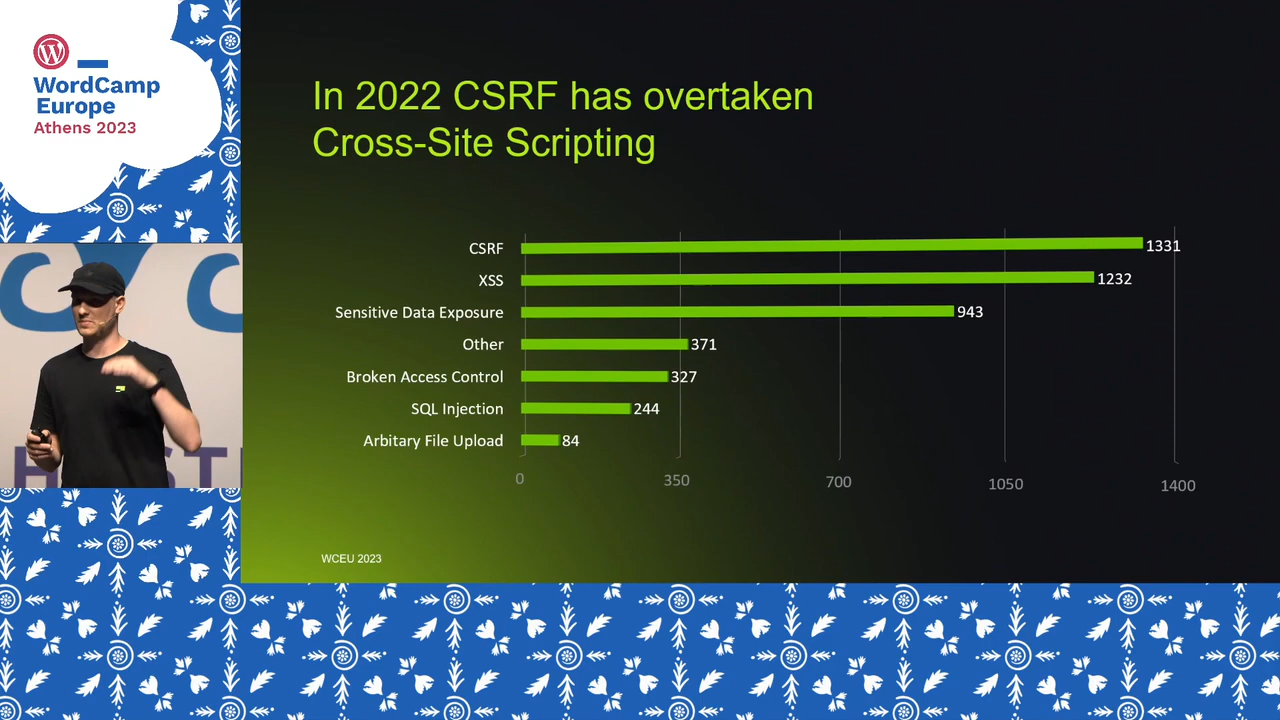 WordCamp
Europe
Athens 2023
In 2022 CSRF has overtaken
Cross-Site Scripting
CSRF
1331
XSS
1232
Sensitive Data Exposure
943
Other
371
Broken Access Control
327
SQL Injection
244
Arbitary File Upload
84
0
350
700
1050
1400
WCEU 2023